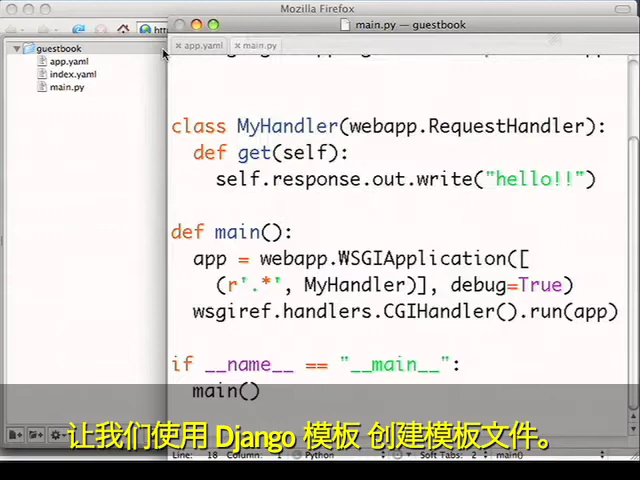 Mozilla Firefox
main.py — guestbook
app.yaml main.py
guestbook
app.yaml
index.yaml
main.py
class MyHandler(webapp.RequestHandler):
def get(self):
self.response.out.write("hello!!")
def main():
app = webapp.WSGIApplication([
(r'.*', MyHandler)], debug=True)
wsgiref.handlers.CGIHandler().run(app)
if __name__ == "__main__":
main()
让我们使用 Django 模板 创建模板文件。
Line: 18 Column: 1 Python Soft Tabs: 2 main()